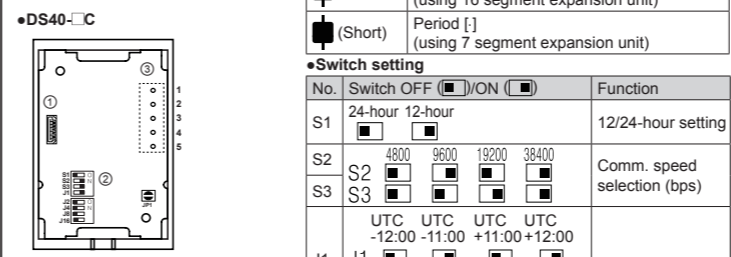 ●DS40-□C
①
③
1
2
3
4
5
S1
S2
S3
J1
O
N
②
J2
J4
J8
J16
O
N
JP1
(using 16 segment expansion unit)
(Short)
Period [.]
(using 7 segment expansion unit)
●Switch setting
No. Switch OFF ( )/ON ( ) Function
S1 24-hour 12-hour 12/24-hour setting
S2 S3
4800 9600 19200 38400
S2
S3
Comm. speed
selection (bps)
UTC UTC UTC UTC
-12:00 -11:00 +11:00 +12:00
J1 J1